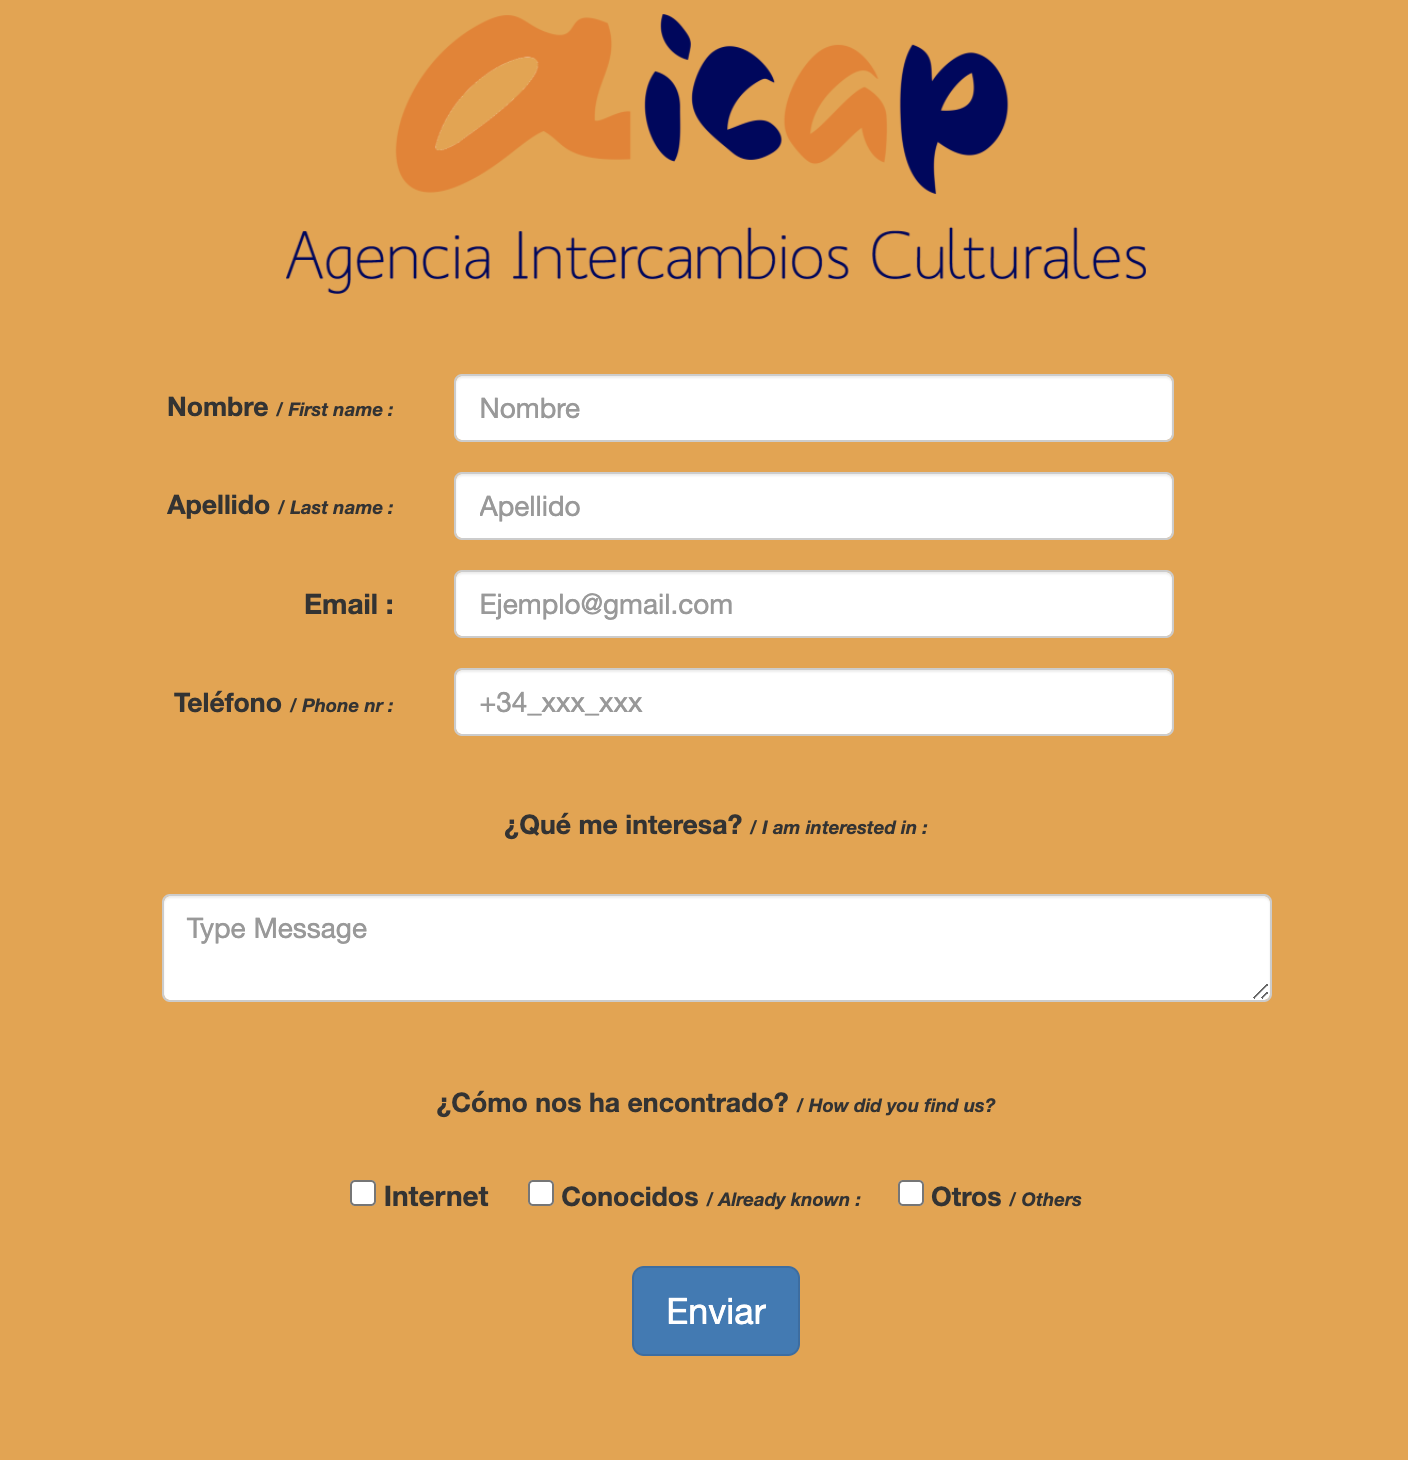 aicap
Agencia Intercambios Culturales
Nombre / First name :
Nombre
Apellido / Last name :
Apellido
Email :
Ejemplo@gmail.com
Teléfono / Phone nr :
+34_xxx_xxx
¿Qué me interesa? / I am interested in :
Type Message
¿Cómo nos ha encontrado? / How did you find us?
Internet Conocidos / Already known : Otros / Others
Enviar